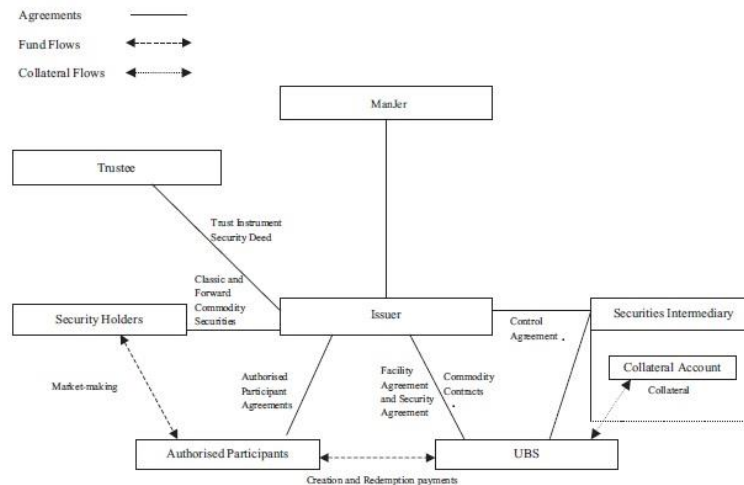 Agreements
Fund Flows
Collateral Flows
ManJer
Trustee
Trust Instrument
Security Deed
Classic and
Forward
Commodity
Securities
Security Holders
Issuer
Securities Intermediary
Control
Agreement
Collateral Account
Collateral
Market-making
Authorised
Participant
Agreements
Facility
Agreement
and Security
Agreement
Commodity
Contracts
Authorised Participants
UBS
Creation and Redemption payments